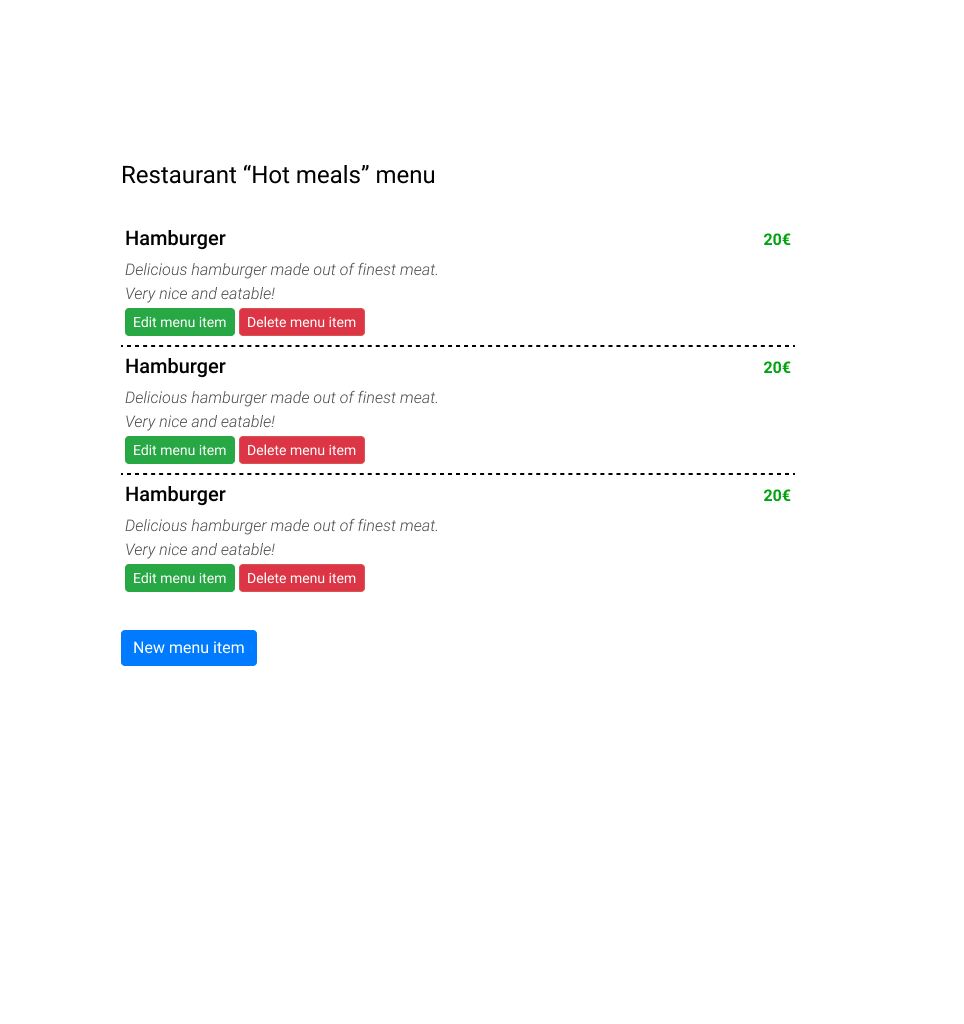 Restaurant “Hot meals” menu
Hamburger 20€
Delicious hamburger made out of finest meat.
Very nice and eatable!
Edit menu item Delete menu item
Hamburger 20€
Delicious hamburger made out of finest meat.
Very nice and eatable!
Edit menu item Delete menu item
Hamburger 20€
Delicious hamburger made out of finest meat.
Very nice and eatable!
Edit menu item Delete menu item
New menu item